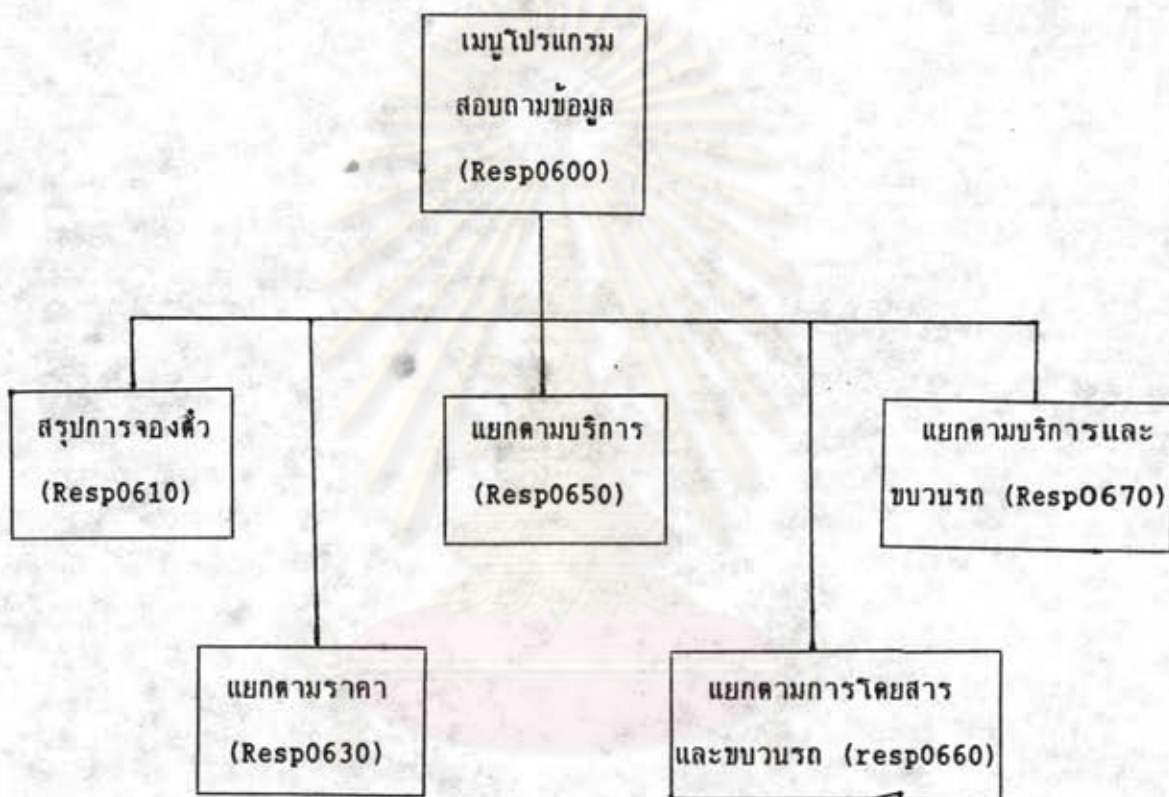 เมนูโปรแกรม
สอบถามข้อมูล
(Resp0600)
สรุปการจองตั๋ว
(Resp0610)
แยกตามบริการ
(Resp0650)
แยกตามบริการและ
ขบวนรถ (Resp0670)
แยกตามราคา
(Resp0630)
แยกตามการโดยสาร
และขบวนรถ (resp0660)